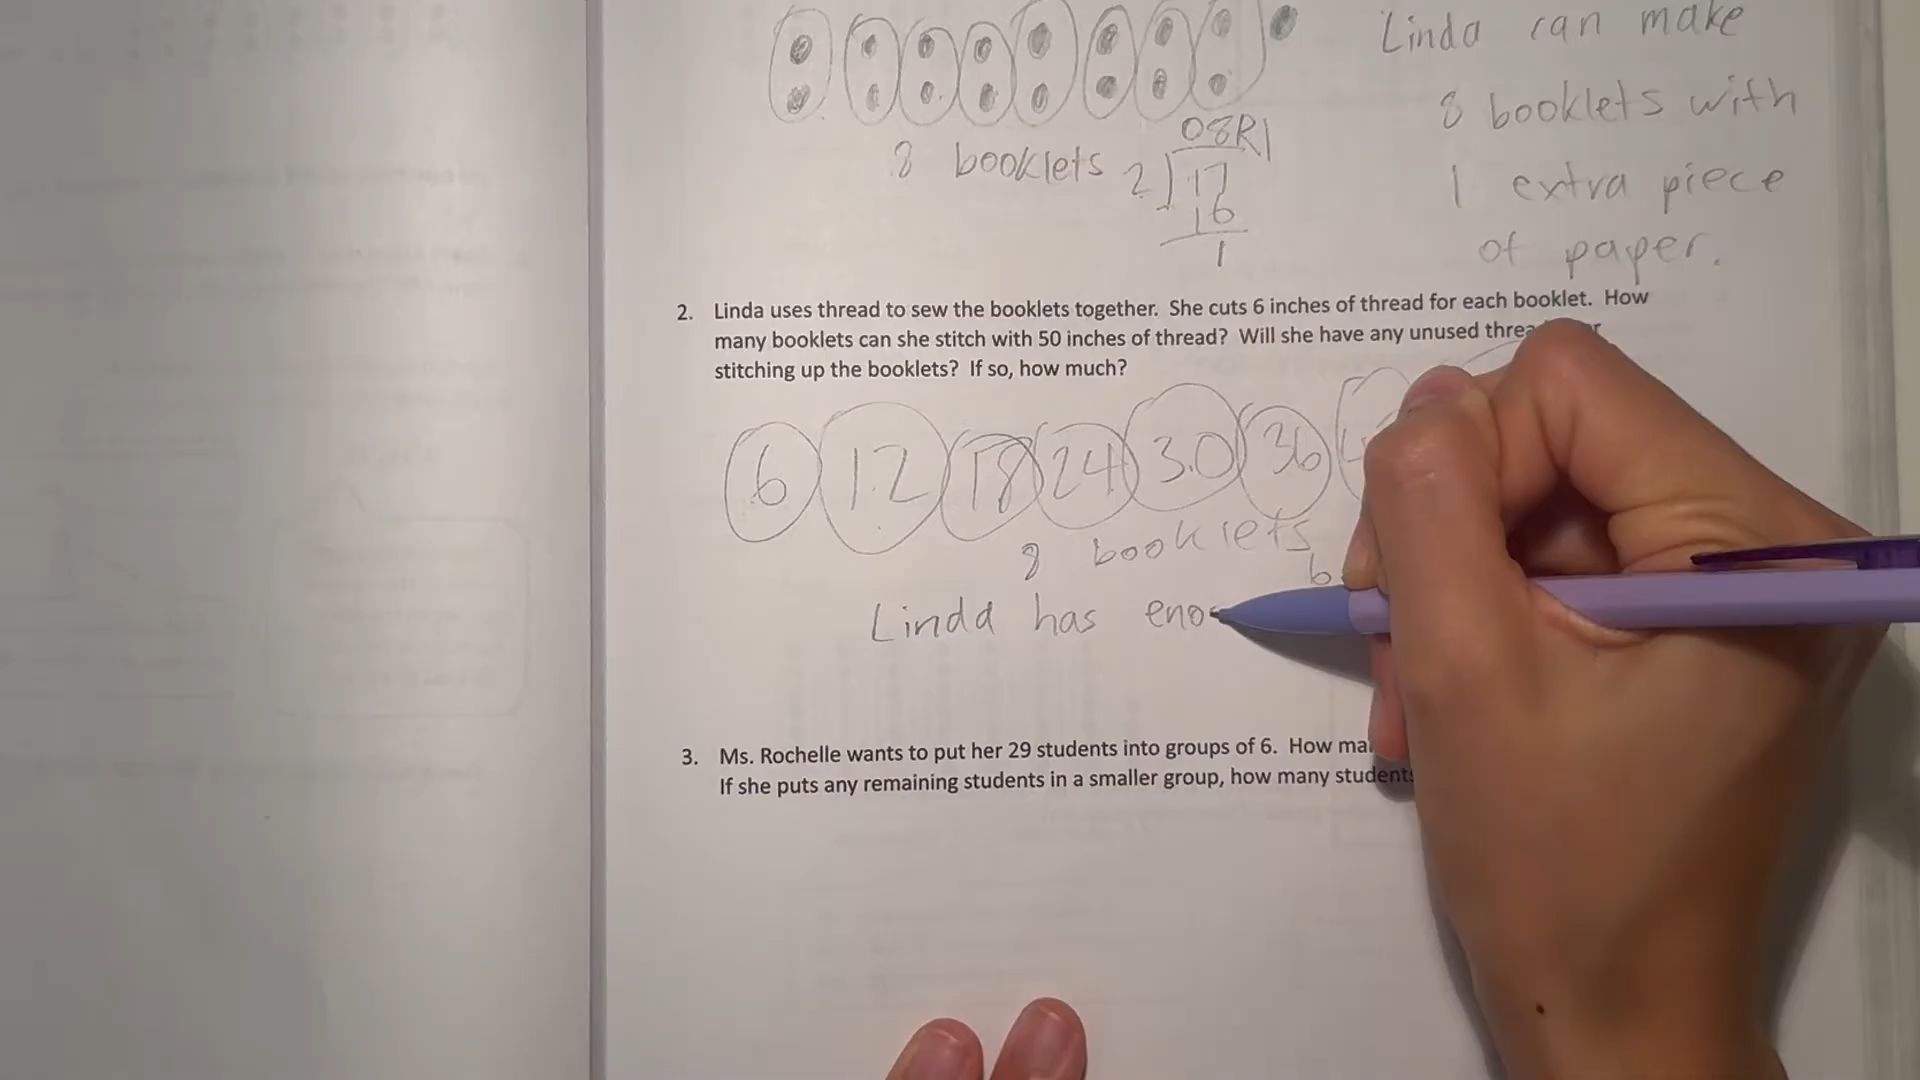 Linda can make
8 booklets with
1 extra piece
of paper.
8 booklets
08R1
2)17
16
1
2. Linda uses thread to sew the booklets together. She cuts 6 inches of thread for each booklet. How
many booklets can she stitch with 50 inches of thread? Will she have any unused
stitching up the booklets? If so, how much?
6 12 18 24 30 36
8 booklets
6
Linda has
3. Ms. Rochelle wants to put her 29 students into groups of 6. How
If she puts any remaining students in a smaller group, how many